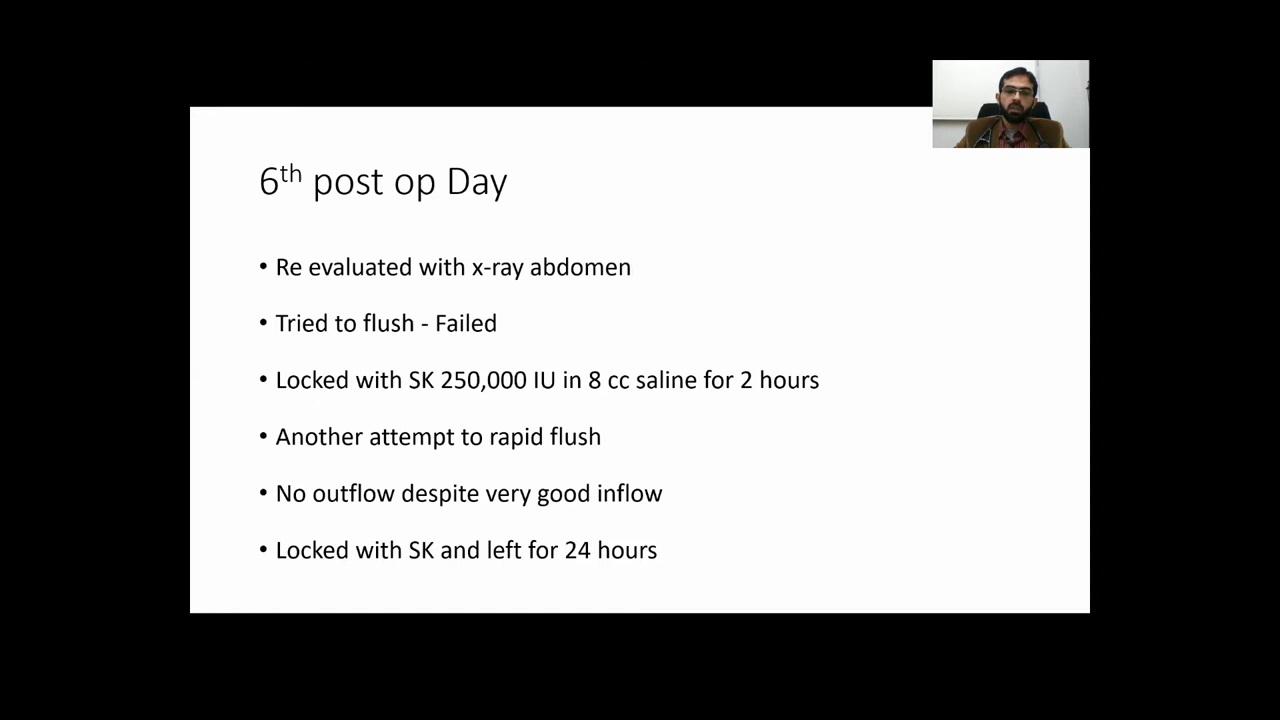 6th post op Day
• Re evaluated with x-ray abdomen
• Tried to flush - Failed
• Locked with SK 250,000 IU in 8 cc saline for 2 hours
• Another attempt to rapid flush
• No outflow despite very good inflow
• Locked with SK and left for 24 hours